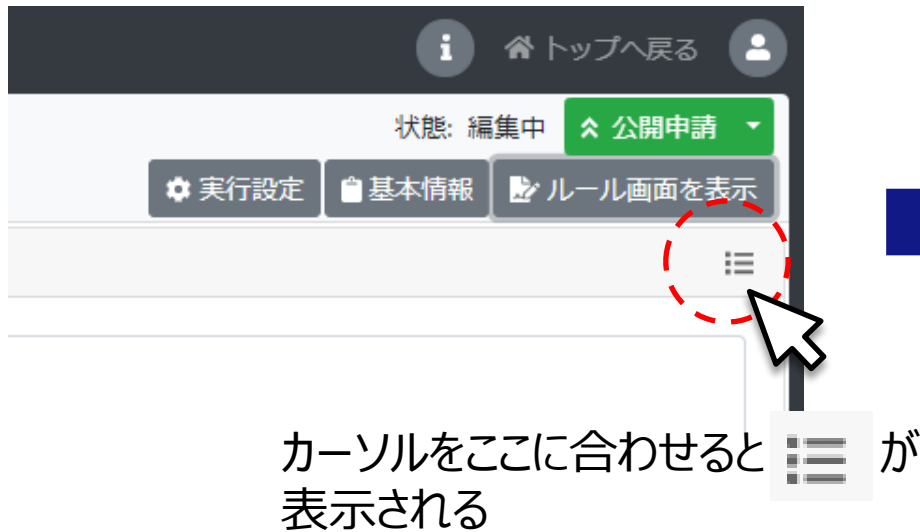 トップへ戻る
状態: 編集中 公開申請
実行設定 基本情報 ルール画面を表示
カーソルをここに合わせると が
表示される